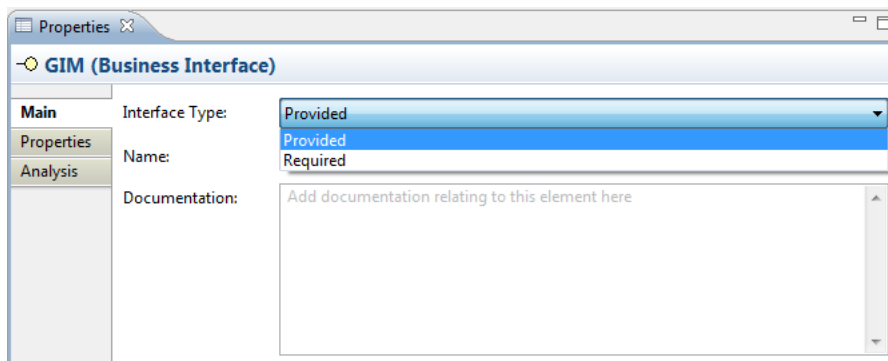 Properties
GIM (Business Interface)
Main
Interface Type:
Provided
Properties
Provided
Name:
Required
Analysis
Documentation:
Add documentation relating to this element here